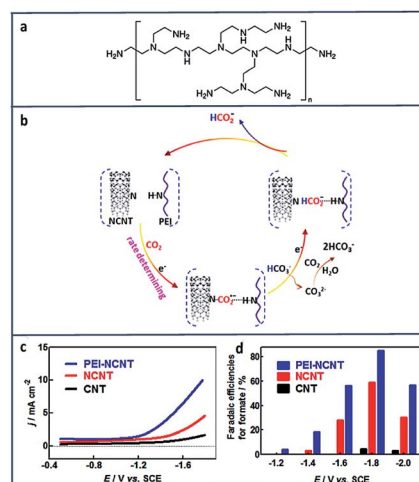 a
NH₂
NH₂
H₂N
N
N
H
N
N
N
H
N
H
N
NH₂
N
H₂N
NH₂
n
b
HCO₂⁻
N
H-N
NCNT
PEI
N HCO₂⁻ H-N
CO₂
e⁻
rate determining
N-CO₂•⁻ H-N
e⁻
HCO₃⁻
CO₂
H₂O
2HCO₃⁻
CO₃²⁻
c
PEI-NCNT
NCNT
CNT
j / mA cm⁻²
15
10
5
0
-0.4 -0.8 -1.2 -1.6
E / V vs. SCE
d
PEI-NCNT
NCNT
CNT
Faradaic efficiencies
for formate / %
80
60
40
20
0
-1.2 -1.4 -1.6 -1.8 -2.0
E / V vs. SCE